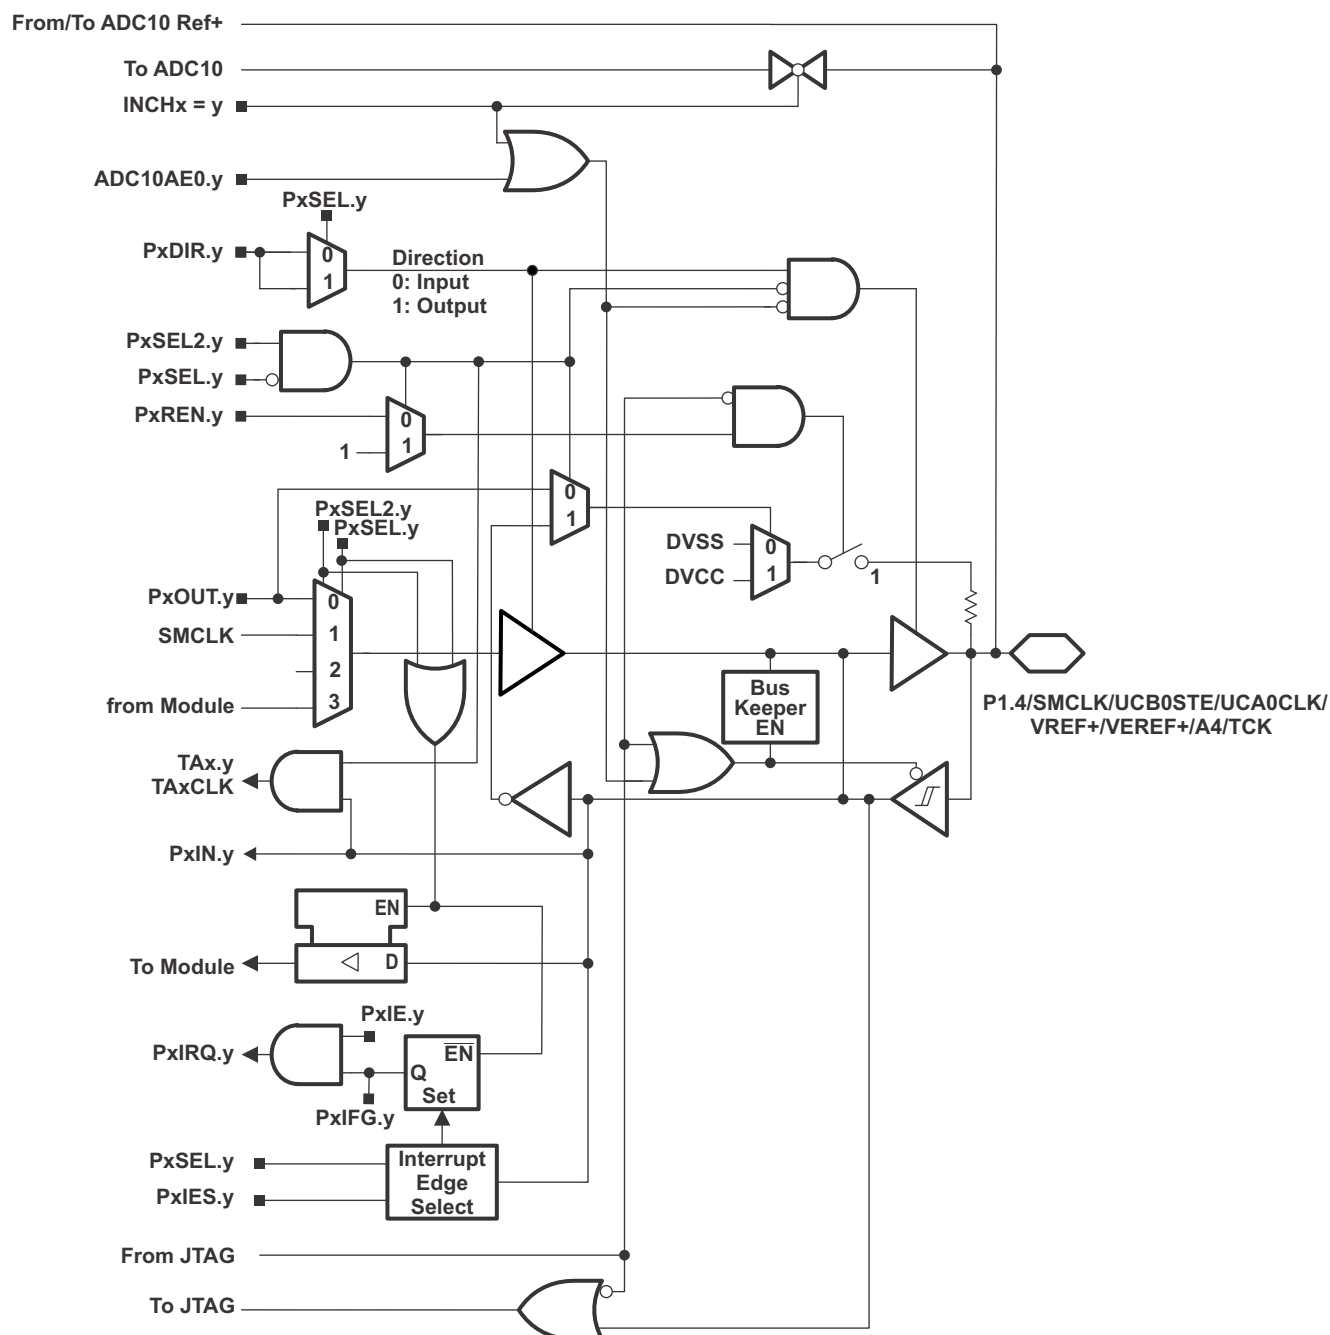 From/To ADC10 Ref+
To ADC10
INCHx = y
ADC10AE0.y
PxSEL.y
PxDIR.y
0
1
Direction
0: Input
1: Output
PxSEL2.y
PxSEL.y
PxREN.y
0
1
1
0
1
PxSEL2.y
PxSEL.y
DVSS
0
DVCC
1
1
PxOUT.y
0
SMCLK
1
2
from Module
3
Bus
Keeper
EN
P1.4/SMCLK/UCB0STE/UCA0CLK/
VREF+/VEREF+/A4/TCK
TAx.y
TAxCLK
PxIN.y
EN
To Module
D
PxIE.y
PxIRQ.y
EN
Q
Set
PxIFG.y
PxSEL.y
PxIES.y
Interrupt
Edge
Select
From JTAG
To JTAG